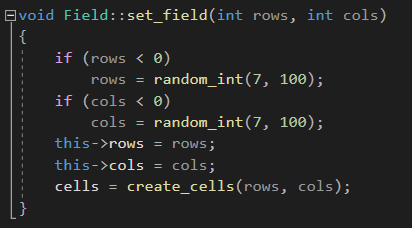 void Field::set_field(int rows, int cols)
{
    if (rows < 0)
        rows = random_int(7, 100);
    if (cols < 0)
        cols = random_int(7, 100);
    this->rows = rows;
    this->cols = cols;
    cells = create_cells(rows, cols);
}